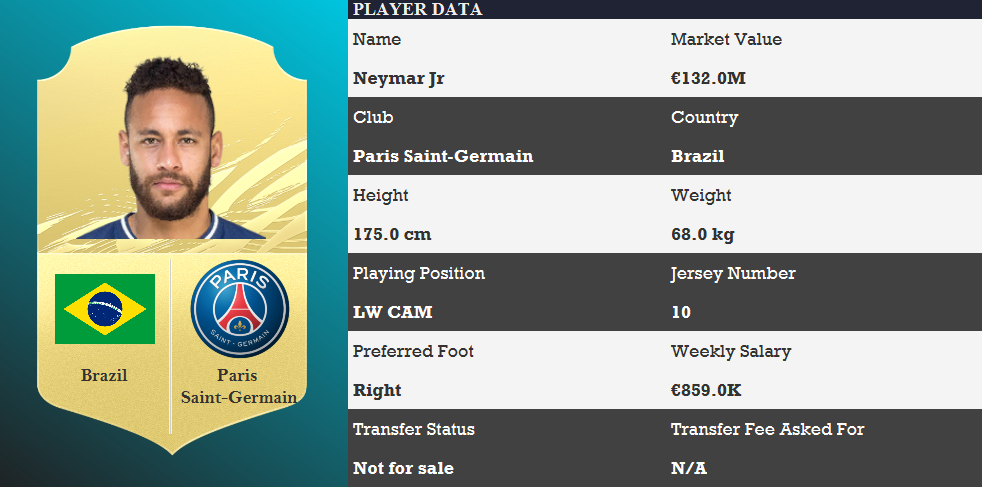 PLAYER DATA
Name Market Value
Neymar Jr €132.0M
Club Country
Paris Saint-Germain Brazil
Height Weight
175.0 cm 68.0 kg
Playing Position Jersey Number
LW CAM 10
Preferred Foot Weekly Salary
Right €859.0K
Transfer Status Transfer Fee Asked For
Not for sale N/A
PARIS
SAINT-GERMAIN
Brazil
Paris
Saint-Germain